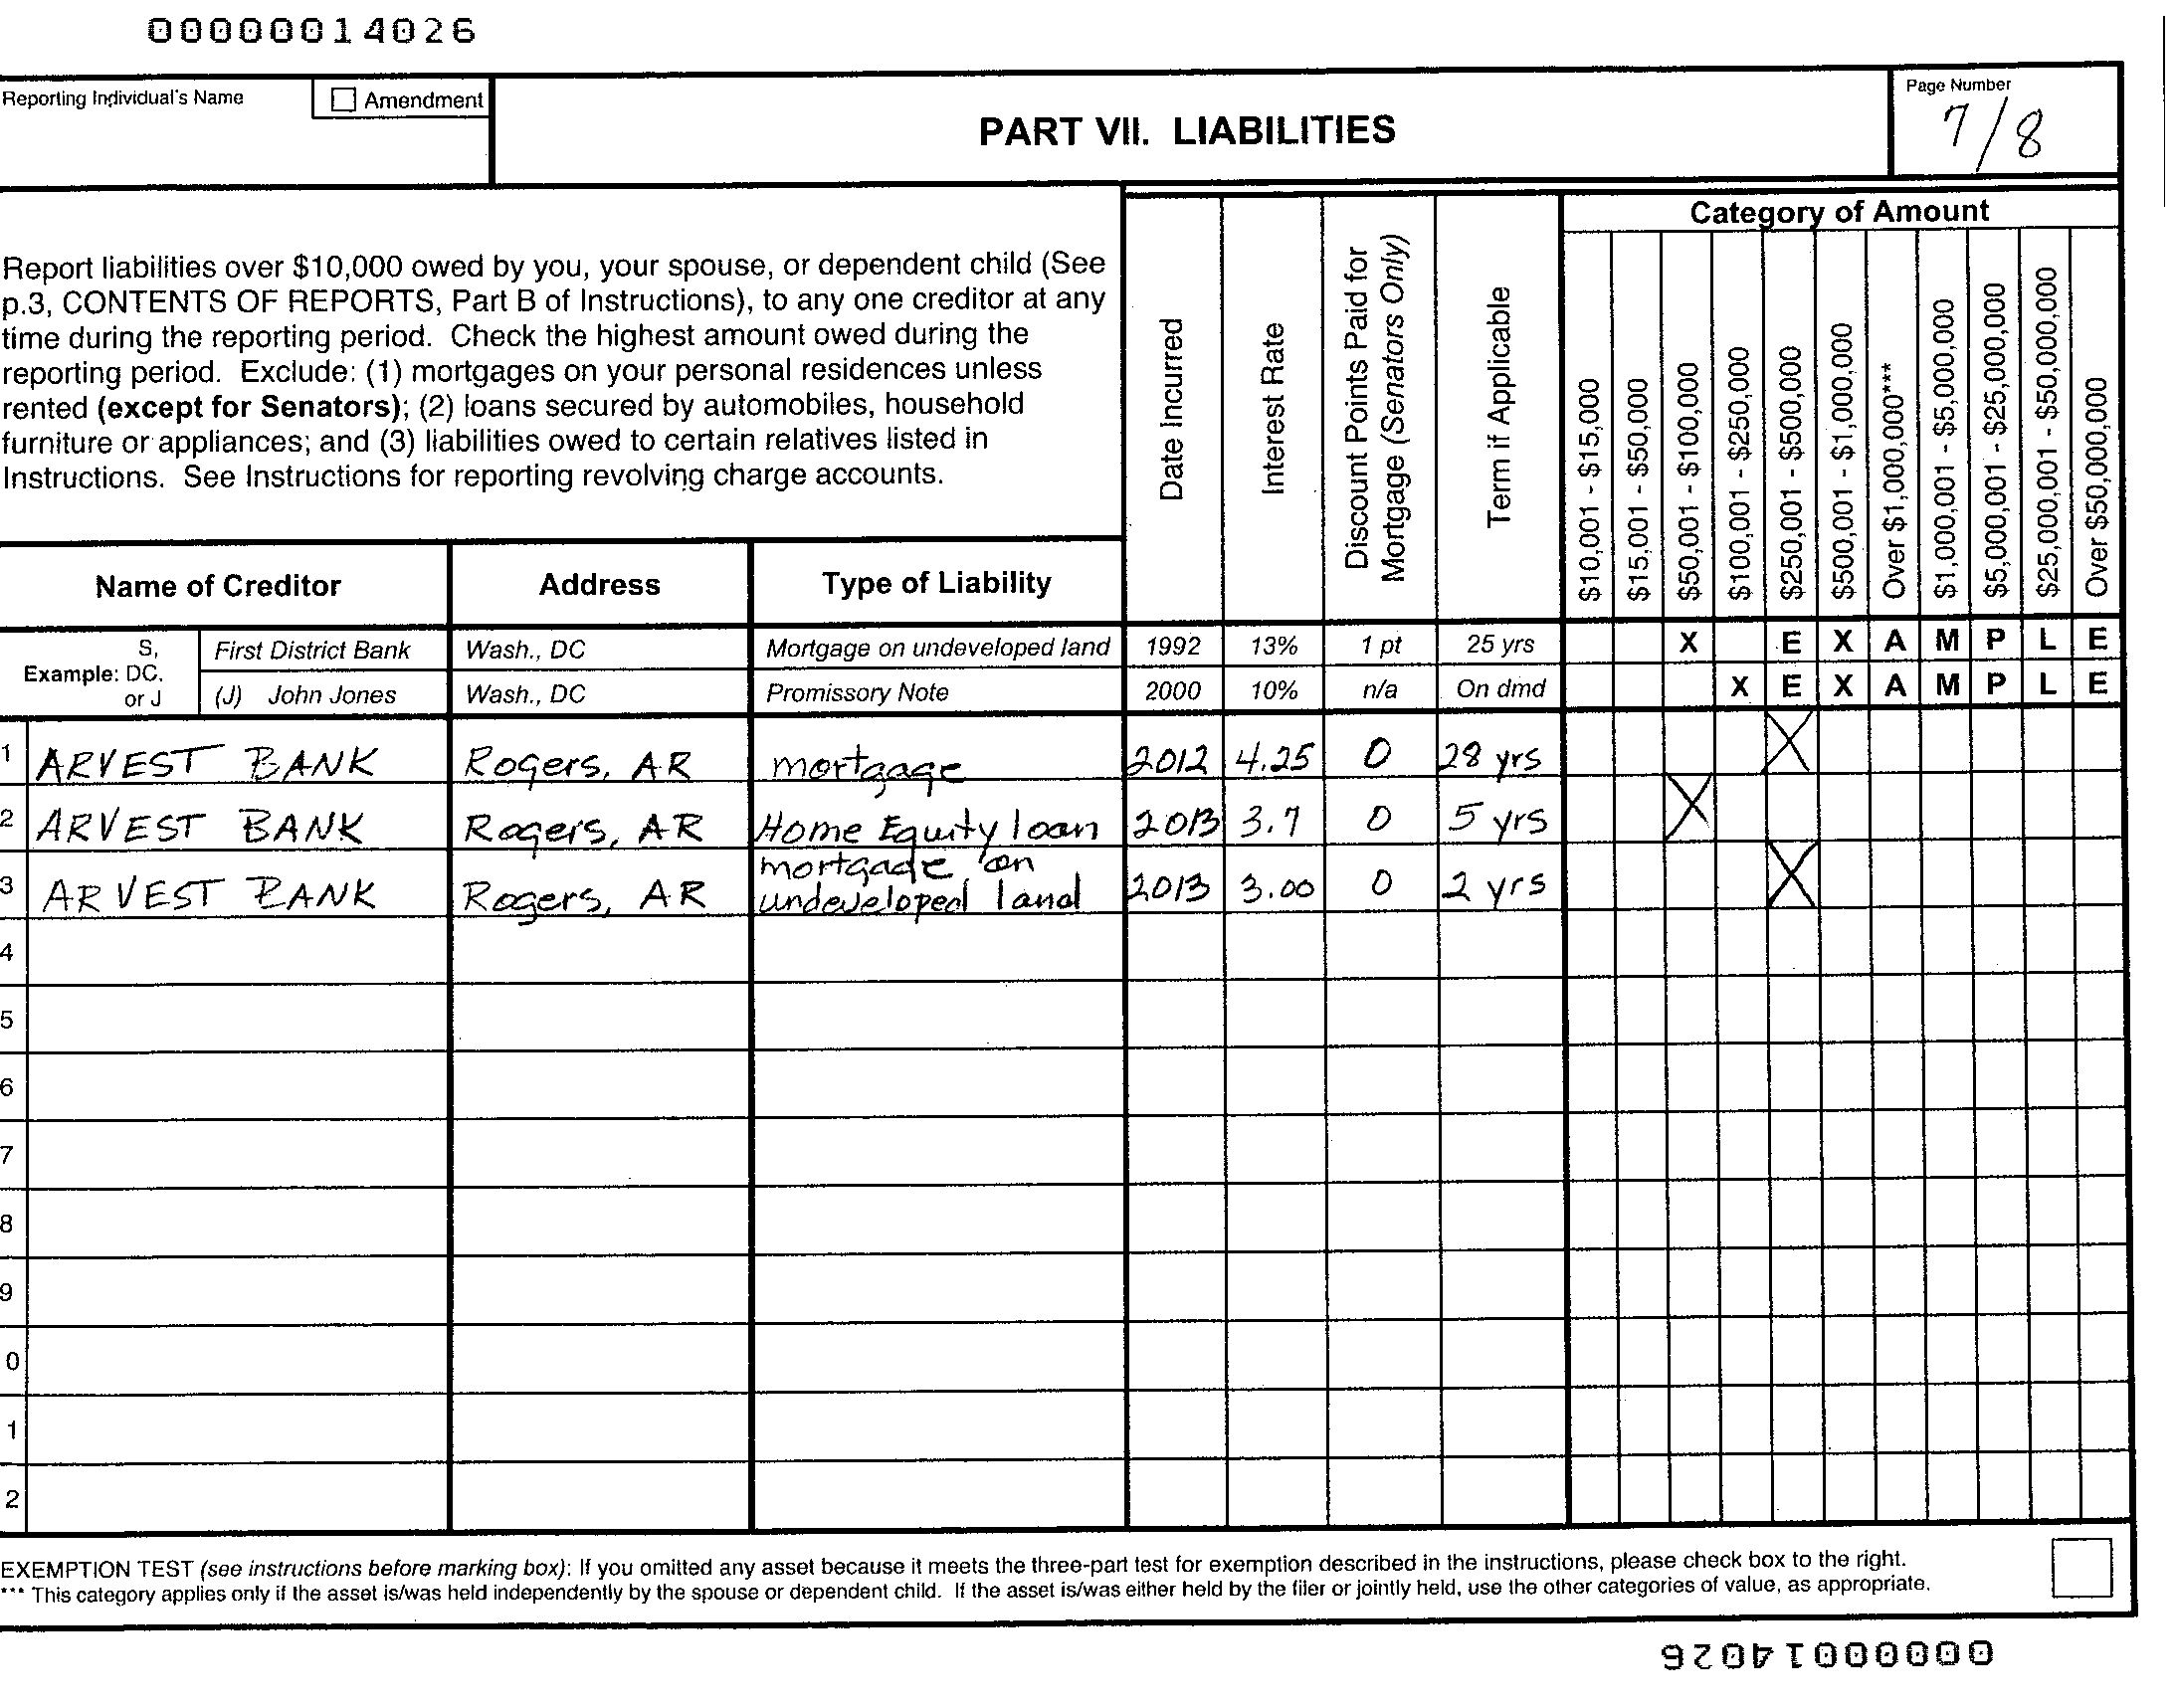 00000014026
Reporting Individual's Name
Amendment
PART VII. LIABILITIES
Page Number
7/8
Report liabilities over $10,000 owed by you, your spouse, or dependent child (See
p.3, CONTENTS OF REPORTS, Part B of Instructions), to any one creditor at any
time during the reporting period. Check the highest amount owed during the
reporting period. Exclude: (1) mortgages on your personal residences unless
rented (except for Senators); (2) loans secured by automobiles, household
furniture or appliances; and (3) liabilities owed to certain relatives listed in
Instructions. See Instructions for reporting revolving charge accounts.
Name of Creditor
Address
Type of Liability
Date Incurred
Interest Rate
Discount Points Paid for
Mortgage (Senators Only)
Term if Applicable
Category of Amount
$10,001 - $15,000
$15,001 - $50,000
$50,001 - $100,000
$100,001 - $250,000
$250,001 - $500,000
$500,001 - $1,000,000
Over $1,000,000***
$1,000,001 - $5,000,000
$5,000,001 - $25,000,000
$25,000,001 - $50,000,000
Over $50,000,000
Example:
S,
DC.
or J
First District Bank Wash., DC Mortgage on undeveloped land 1992 13% 1 pt 25 yrs X E X A M P L E
(J) John Jones Wash., DC Promissory Note 2000 10% n/a On dmd X E X A M P L E
1 ARVEST BANK Rogers, AR mortgage 2012 4.25 0 28 yrs X
2 ARVEST BANK Rogers, AR Home Equity loan 2013 3.7 0 5 yrs X
3 ARVEST BANK Rogers, AR mortgage on
undeveloped land 2013 3.00 0 2 yrs X
4
5
6
7
8
9
0
1
2
EXEMPTION TEST (see instructions before marking box): If you omitted any asset because it meets the three-part test for exemption described in the instructions, please check box to the right.
*** This category applies only if the asset is/was held independently by the spouse or dependent child. If the asset is/was either held by the filer or jointly held, use the other categories of value, as appropriate.
00000014026